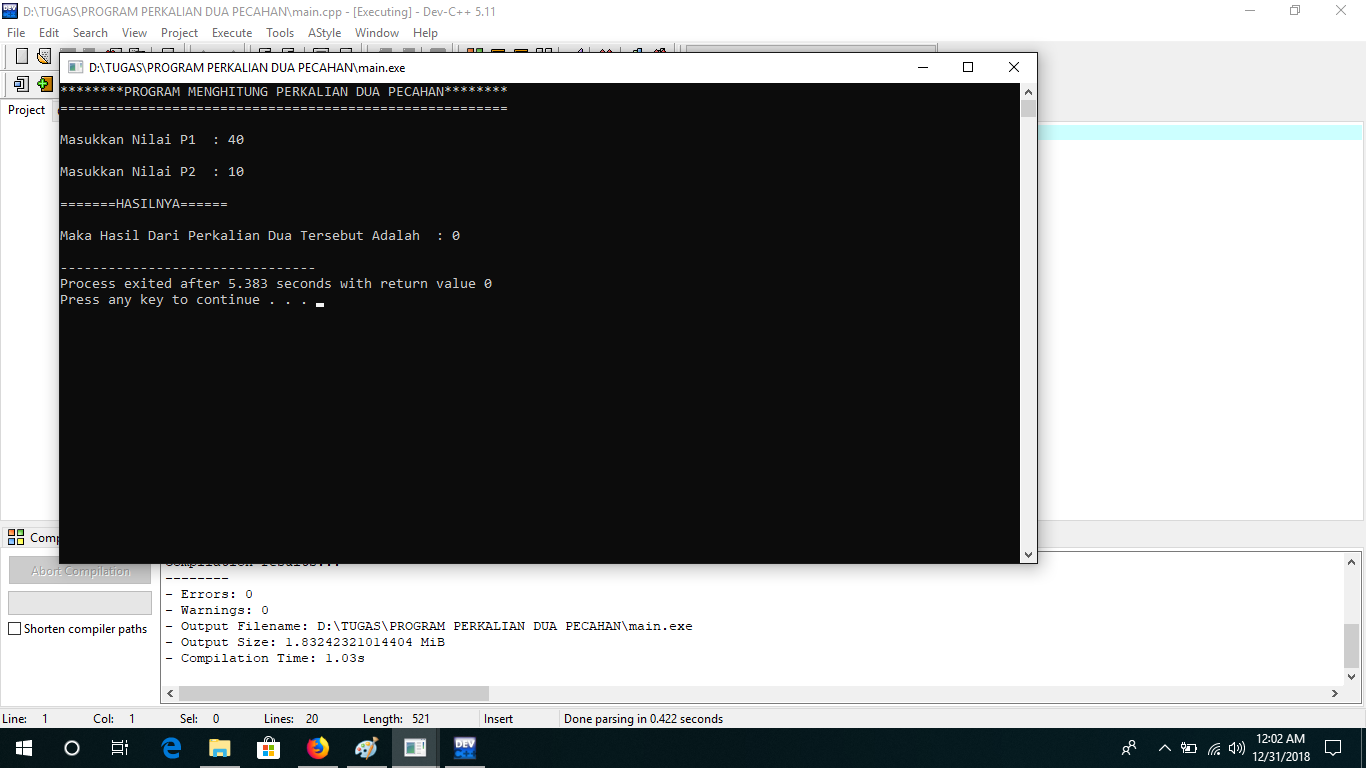 D:\TUGAS\PROGRAM PERKALIAN DUA PECAHAN\main.cpp - [Executing] - Dev-C++ 5.11
File Edit Search View Project Execute Tools AStyle Window Help
D:\TUGAS\PROGRAM PERKALIAN DUA PECAHAN\main.exe
Project
********PROGRAM MENGHITUNG PERKALIAN DUA PECAHAN********
========================================================
Masukkan Nilai P1  : 40
Masukkan Nilai P2  : 10
=======HASILNYA======
Maka Hasil Dari Perkalian Dua Tersebut Adalah  : 0
--------------------------------
Process exited after 5.383 seconds with return value 0
Press any key to continue . . .
Abort Compilation
Shorten compiler paths
Compilation results...
--------
- Errors: 0
- Warnings: 0
- Output Filename: D:\TUGAS\PROGRAM PERKALIAN DUA PECAHAN\main.exe
- Output Size: 1.83242321014404 MiB
- Compilation Time: 1.03s
Line: 1 Col: 1 Sel: 0 Lines: 20 Length: 521 Insert Done parsing in 0.422 seconds
DEV
12:02 AM
12/31/2018